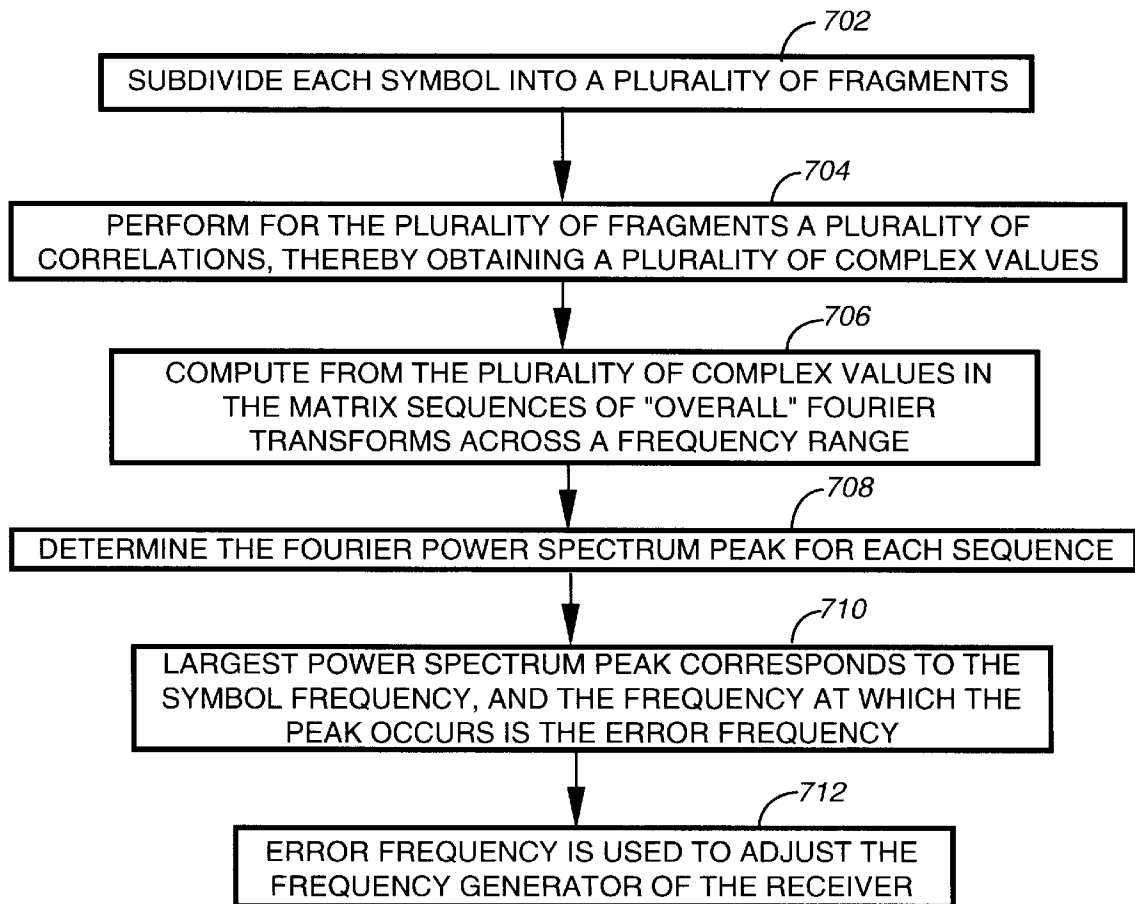 702
SUBDIVIDE EACH SYMBOL INTO A PLURALITY OF FRAGMENTS
704
PERFORM FOR THE PLURALITY OF FRAGMENTS A PLURALITY OF
CORRELATIONS, THEREBY OBTAINING A PLURALITY OF COMPLEX VALUES
706
COMPUTE FROM THE PLURALITY OF COMPLEX VALUES IN
THE MATRIX SEQUENCES OF "OVERALL" FOURIER
TRANSFORMS ACROSS A FREQUENCY RANGE
708
DETERMINE THE FOURIER POWER SPECTRUM PEAK FOR EACH SEQUENCE
710
LARGEST POWER SPECTRUM PEAK CORRESPONDS TO THE
SYMBOL FREQUENCY, AND THE FREQUENCY AT WHICH THE
PEAK OCCURS IS THE ERROR FREQUENCY
712
ERROR FREQUENCY IS USED TO ADJUST THE
FREQUENCY GENERATOR OF THE RECEIVER